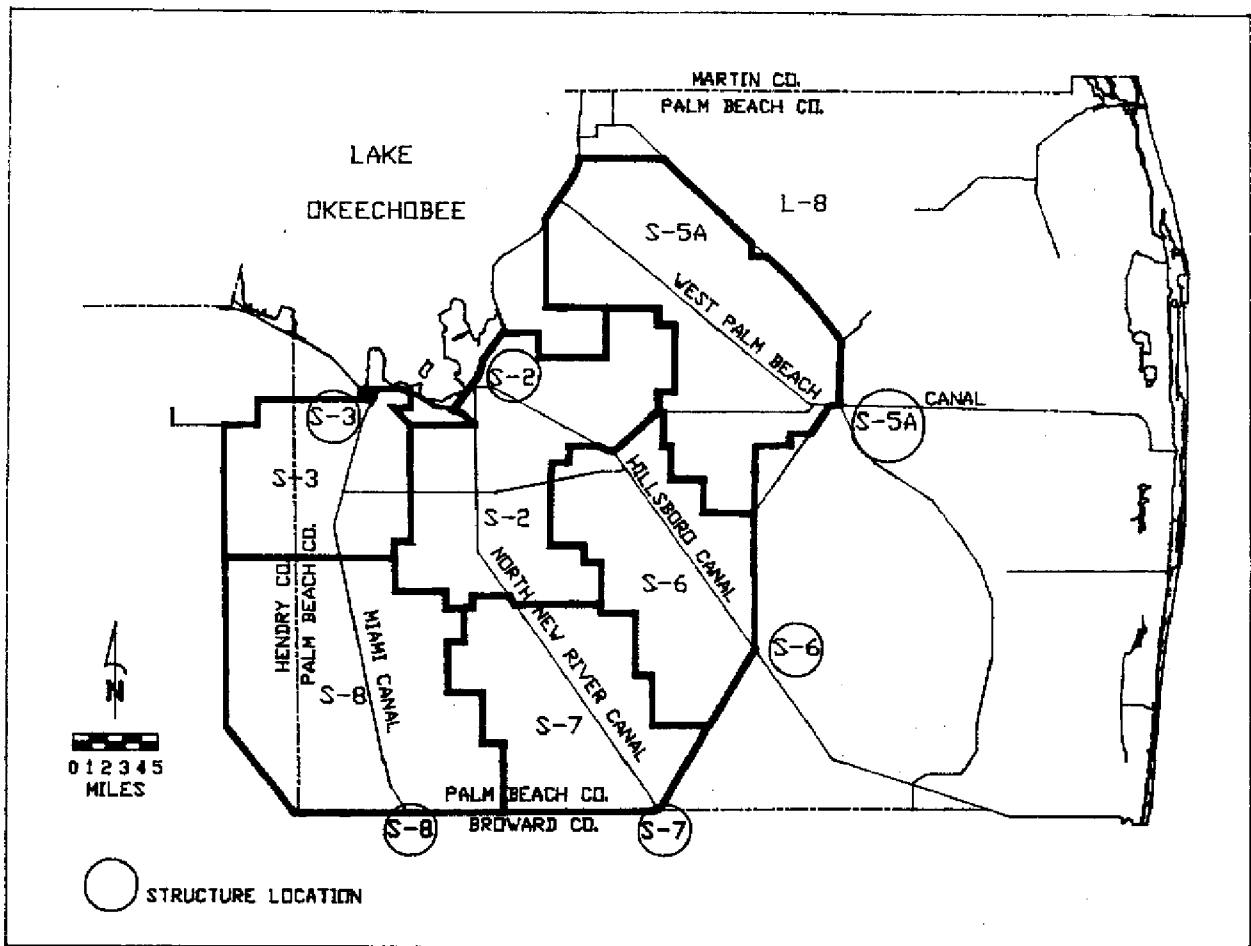 MARTIN CO.
PALM BEACH CO.
LAKE
OKEECHOBEE
L-8
S-5A
WEST PALM BEACH
CANAL
S-2
S-3
S-5A
S-3
S-2
HILLSBORO CANAL
HENDRY CO.
PALM BEACH CO.
NORTH NEW RIVER CANAL
S-6
MIAMI CANAL
S-6
N
S-8
S-7
0 1 2 3 4 5
MILES
PALM BEACH CO.
BROWARD CO.
S-8
S-7
STRUCTURE LOCATION